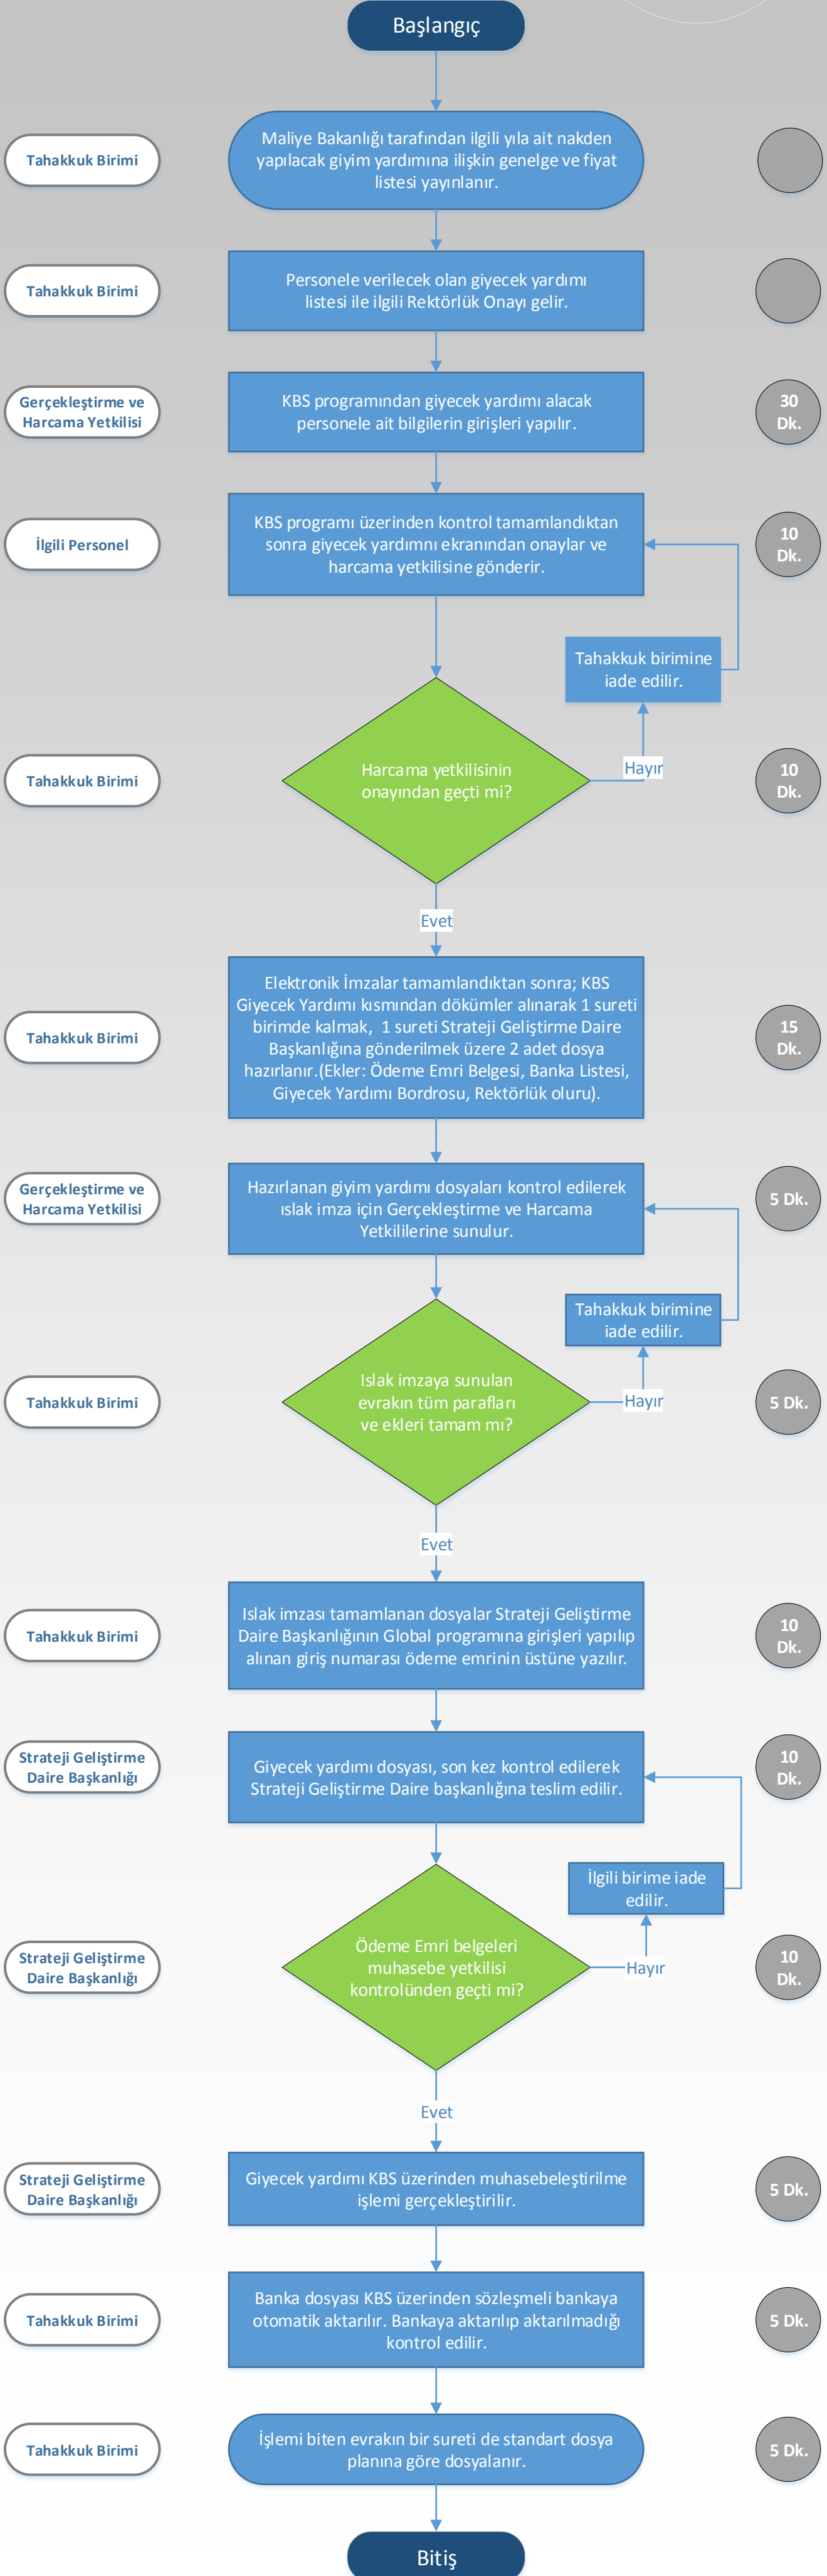 Başlangıç
Tahakkuk Birimi
Maliye Bakanlığı tarafından ilgili yıla ait nakden
yapılacak giyim yardımına ilişkin genelge ve fiyat
listesi yayınlanır.
Tahakkuk Birimi
Personele verilecek olan giyecek yardımı
listesi ile ilgili Rektörlük Onayı gelir.
Gerçekleştirme ve
Harcama Yetkilisi
KBS programından giyecek yardımı alacak
personele ait bilgilerin girişleri yapılır.
30
Dk.
İlgili Personel
KBS programı üzerinden kontrol tamamlandıktan
sonra giyecek yardımnı ekranından onaylar ve
harcama yetkilisine gönderir.
10
Dk.
Tahakkuk birimine
iade edilir.
Tahakkuk Birimi
Harcama yetkilisinin
onayından geçti mi?
Hayır
10
Dk.
Evet
Tahakkuk Birimi
Elektronik İmzalar tamamlandıktan sonra; KBS
Giyecek Yardımı kısmından dökümler alınarak 1 sureti
birimde kalmak, 1 sureti Strateji Geliştirme Daire
Başkanlığına gönderilmek üzere 2 adet dosya
hazırlanır.(Ekler: Ödeme Emri Belgesi, Banka Listesi,
Giyecek Yardımı Bordrosu, Rektörlük oluru).
15
Dk.
Gerçekleştirme ve
Harcama Yetkilisi
Hazırlanan giyim yardımı dosyaları kontrol edilerek
ıslak imza için Gerçekleştirme ve Harcama
Yetkililerine sunulur.
5 Dk.
Tahakkuk birimine
iade edilir.
Tahakkuk Birimi
Islak imzaya sunulan
evrakın tüm parafları
ve ekleri tamam mı?
Hayır
5 Dk.
Evet
Tahakkuk Birimi
Islak imzası tamamlanan dosyalar Strateji Geliştirme
Daire Başkanlığının Global programına girişleri yapılıp
alınan giriş numarası ödeme emrinin üstüne yazılır.
10
Dk.
Strateji Geliştirme
Daire Başkanlığı
Giyecek yardımı dosyası, son kez kontrol edilerek
Strateji Geliştirme Daire başkanlığına teslim edilir.
10
Dk.
İlgili birime iade
edilir.
Strateji Geliştirme
Daire Başkanlığı
Ödeme Emri belgeleri
muhasebe yetkilisi
kontrolünden geçti mi?
Hayır
10
Dk.
Evet
Strateji Geliştirme
Daire Başkanlığı
Giyecek yardımı KBS üzerinden muhasebeleştirilme
işlemi gerçekleştirilir.
5 Dk.
Tahakkuk Birimi
Banka dosyası KBS üzerinden sözleşmeli bankaya
otomatik aktarılır. Bankaya aktarılıp aktarılmadığı
kontrol edilir.
5 Dk.
Tahakkuk Birimi
İşlemi biten evrakın bir sureti de standart dosya
planına göre dosyalanır.
5 Dk.
Bitiş